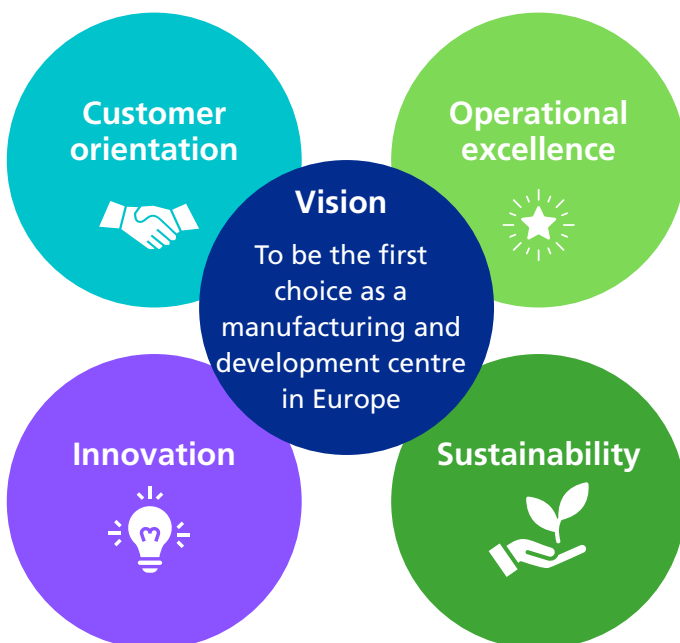 Customer
orientation
Operational
excellence
Vision
To be the first
choice as a
manufacturing and
development centre
in Europe
Innovation
Sustainability